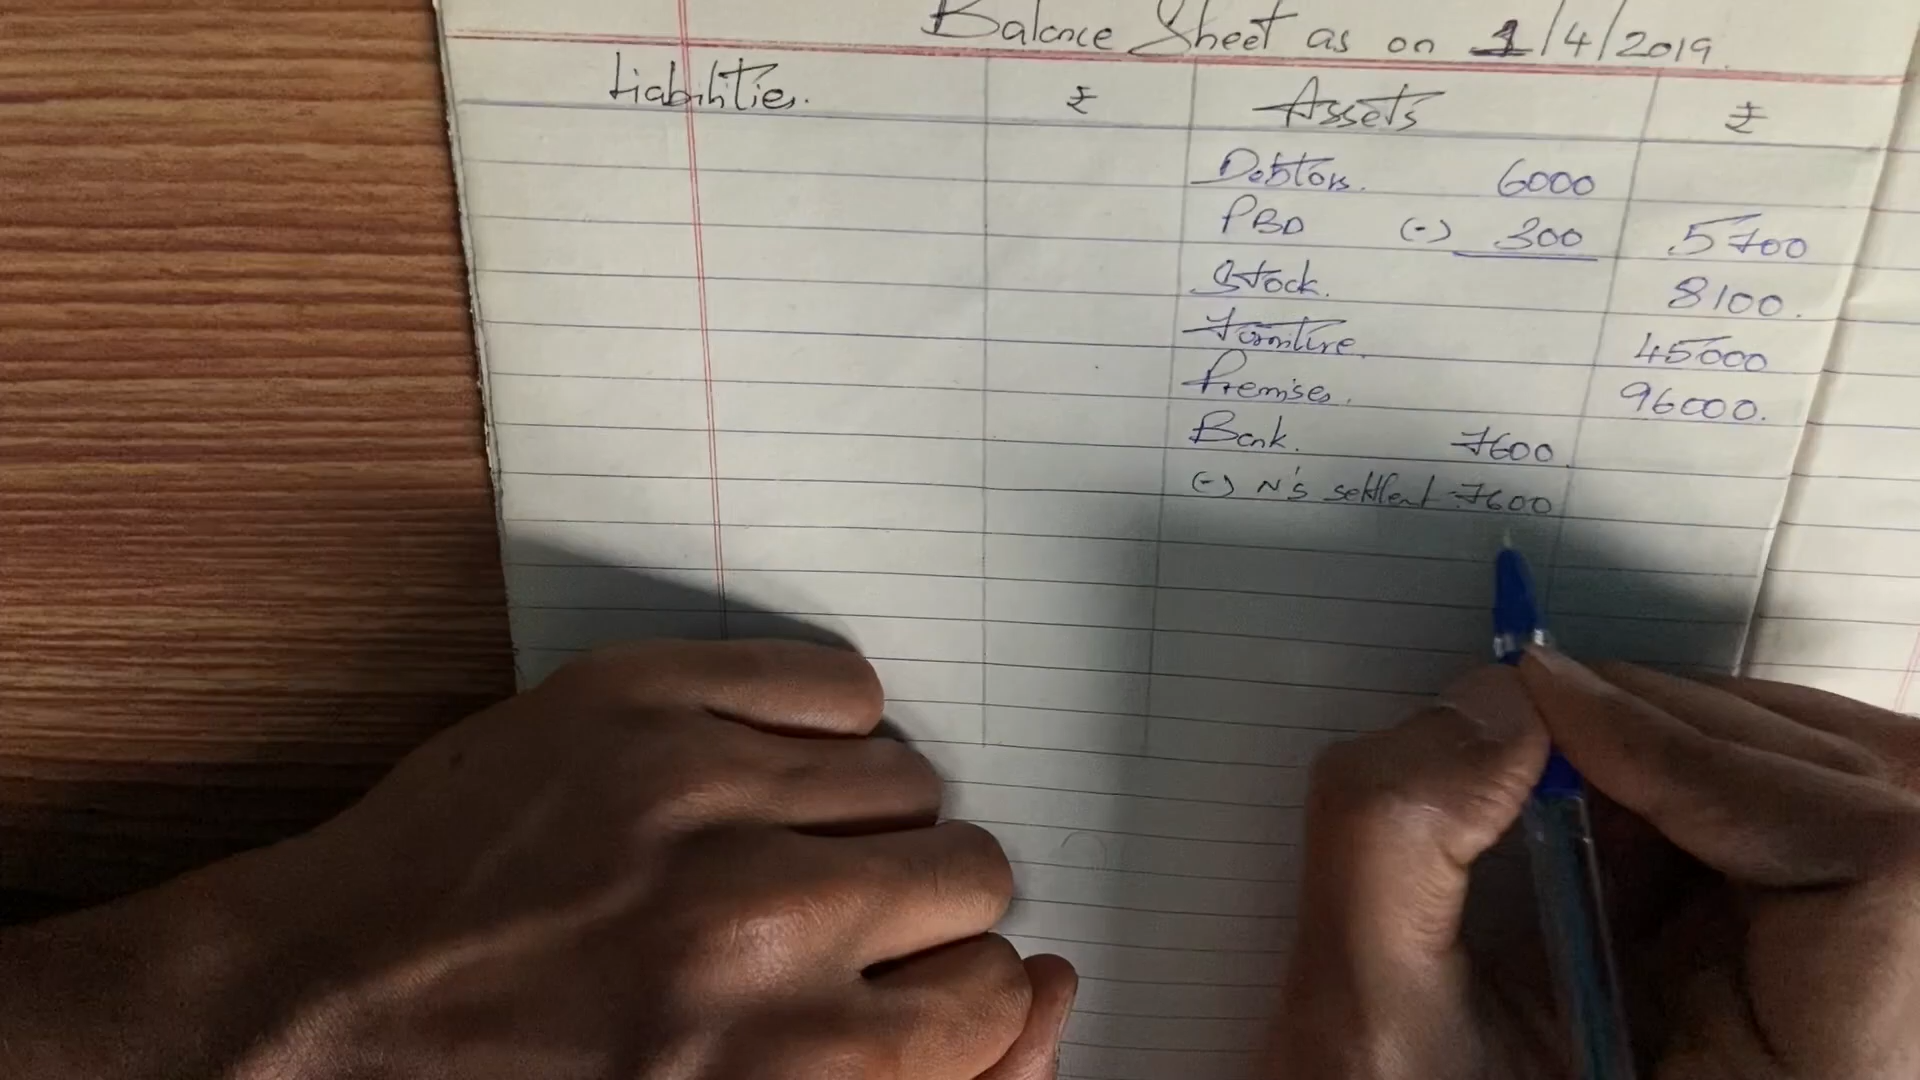 Balance Sheet as on 1/4/2019.
Liabilities. ₹ Assets ₹
Debtors. 6000
PBD (-) 300 5700
Stock. 8100.
Furniture. 45000
Premises. 96000.
Bank. 7600.
(-) N's 7600